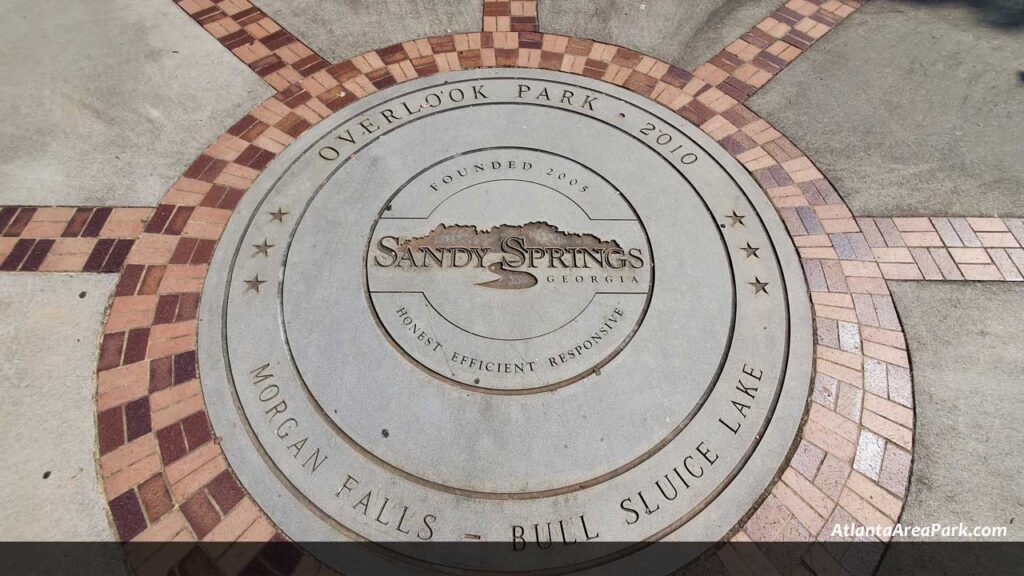 OVERLOOK PARK · 2010
FOUNDED 2005
SANDY SPRINGS
GEORGIA
HONEST EFFICIENT RESPONSIVE
MORGAN FALLS - BULL SLUICE LAKE
AtlantaAreaPark.com